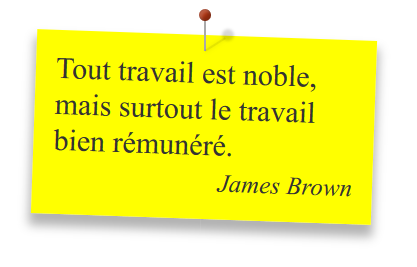 Tout travail est noble,
mais surtout le travail
bien rémunéré.
James Brown